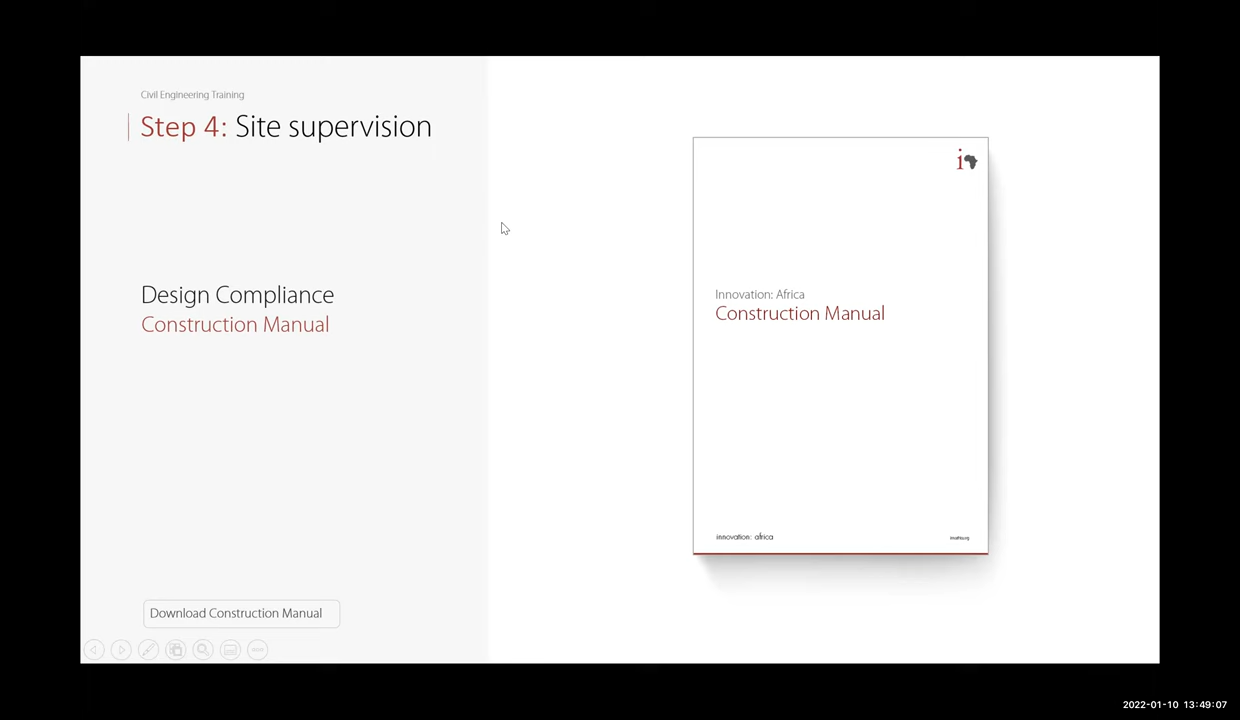 Civil Engineering Training
Step 4: Site supervision
Design Compliance
Construction Manual
Download Construction Manual
i
Innovation: Africa
Construction Manual
innovation: africa
2022-01-10 13:49:07